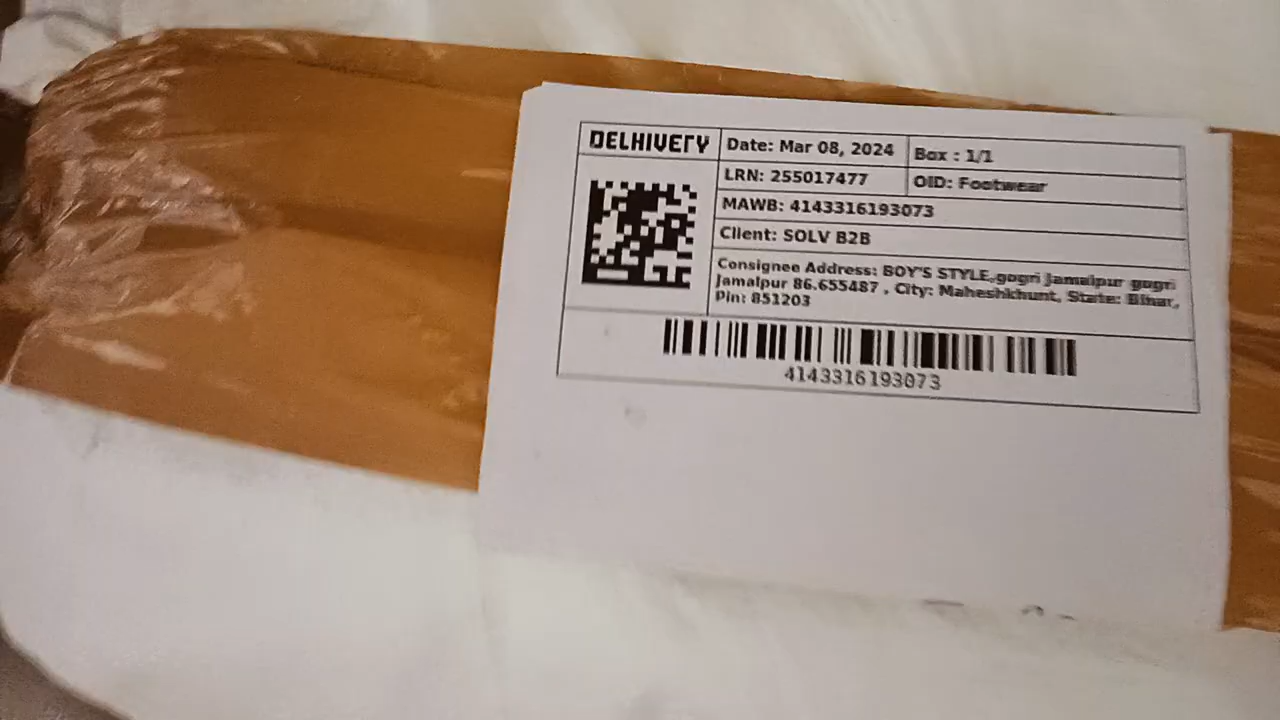 DELHIVERY
Date: Mar 08, 2024
Box : 1/1
LRN: 255017477
OID: Footwear
MAWB: 4143316193073
Client: SOLV B2B
Consignee Address: BOY'S STYLE,gogri Jamalpur gogri
Jamalpur 86.655487 , City: Maheshkhunt, State: Bihar,
Pin: 851203
4143316193073